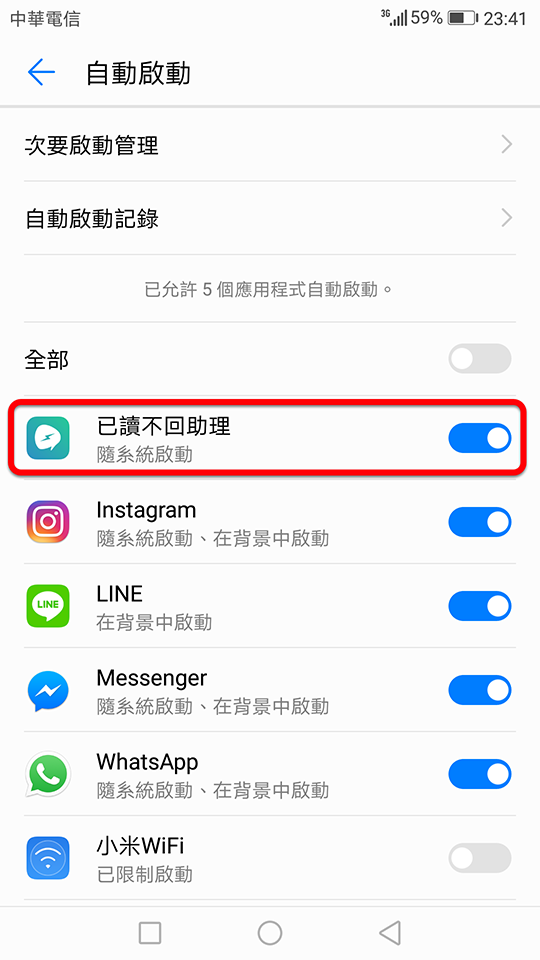 中華電信
3G 59% 23:41
自動啟動
次要啟動管理
自動啟動記錄
已允許 5 個應用程式自動啟動。
全部
已讀不回助理
隨系統啟動
Instagram
隨系統啟動、在背景中啟動
LINE
LINE
在背景中啟動
Messenger
隨系統啟動、在背景中啟動
WhatsApp
隨系統啟動、在背景中啟動
小米WiFi
已限制啟動